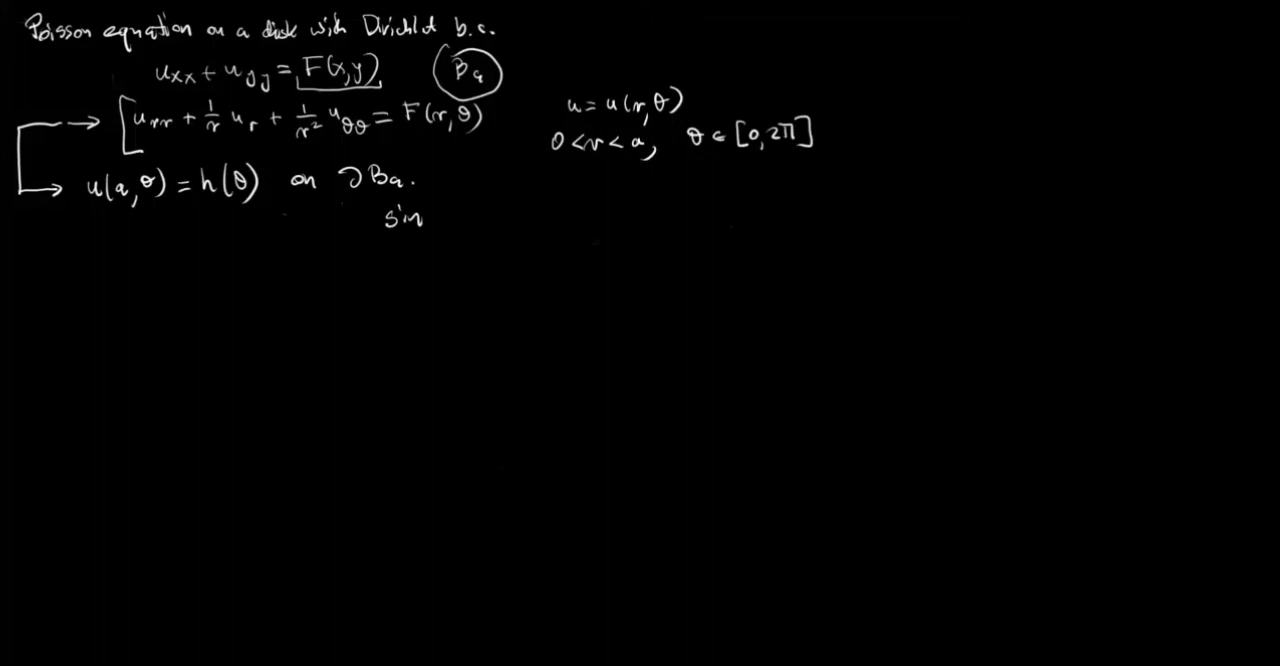 Poisson equation on a disk with Dirichlet b.c.
u_xx + u_yy = F(x,y) B_a
u_rr + 1/r u_r + 1/r² u_θθ = F(r,θ) u = u(r,θ)
0 < r < a, θ ∈ [0, 2π]
u(a,θ) = h(θ) on ∂B_a.
sin